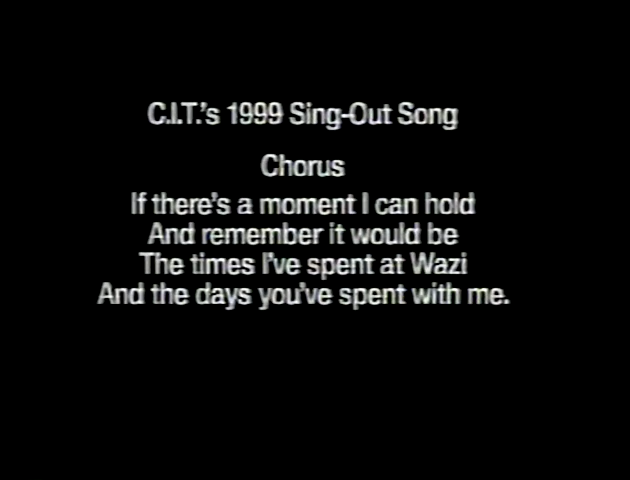 C.I.T.'s 1999 Sing-Out Song
Chorus
If there's a moment I can hold
And remember it would be
The times I've spent at Wazi
And the days you've spent with me.